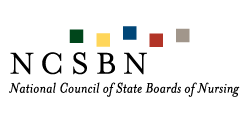 NCSBN
National Council of State Boards of Nursing